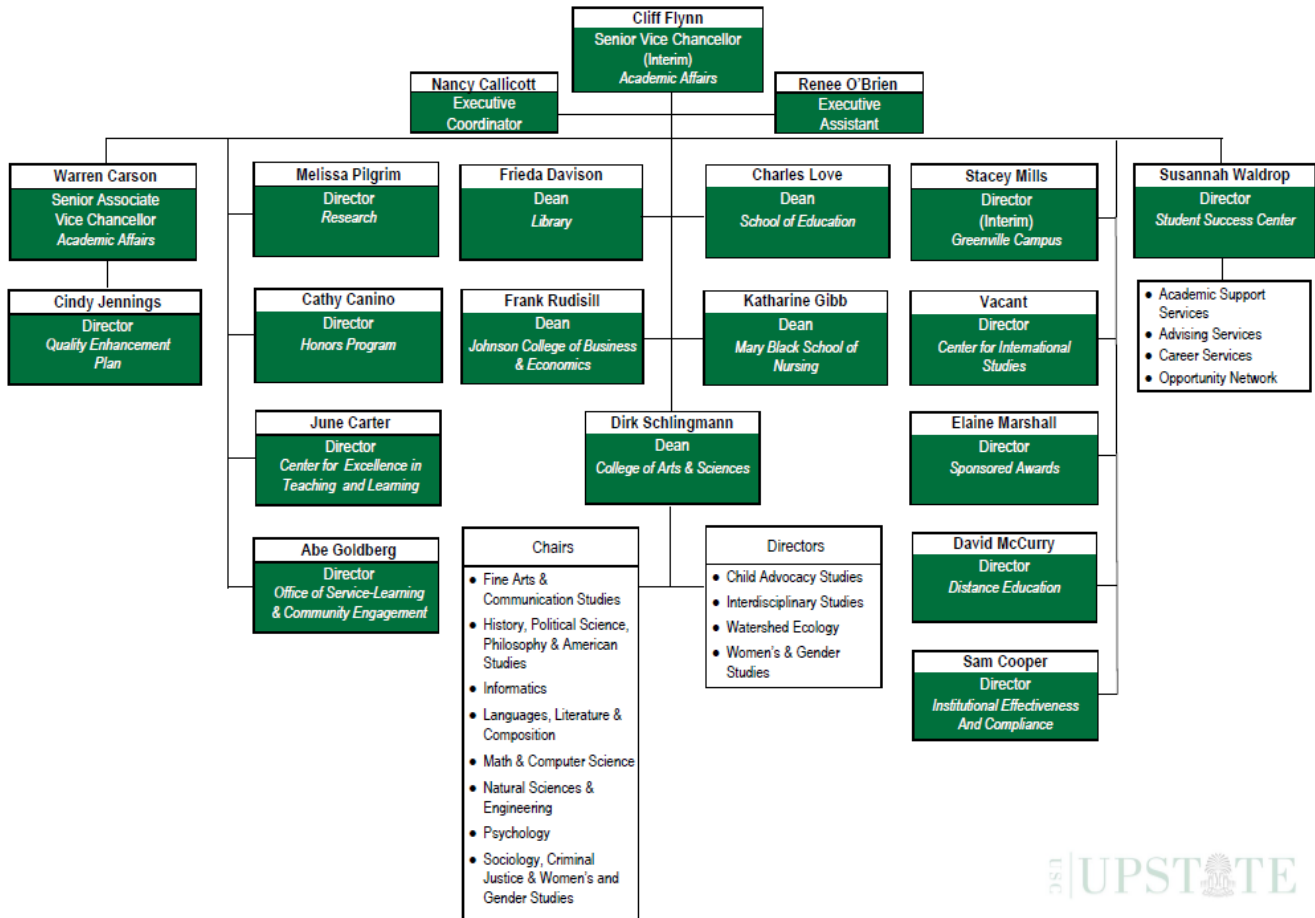 Cliff Flynn
Senior Vice Chancellor
(Interim)
Academic Affairs
Nancy Callicott
Executive
Coordinator
Renee O'Brien
Executive
Assistant
Warren Carson
Senior Associate
Vice Chancellor
Academic Affairs
Melissa Pilgrim
Director
Research
Frieda Davison
Dean
Library
Charles Love
Dean
School of Education
Stacey Mills
Director
(Interim)
Greenville Campus
Susannah Waldrop
Director
Student Success Center
Cindy Jennings
Director
Quality Enhancement
Plan
Cathy Canino
Director
Honors Program
Frank Rudisill
Dean
Johnson College of Business
& Economics
Katharine Gibb
Dean
Mary Black School of
Nursing
Vacant
Director
Center for International
Studies
• Academic Support
Services
• Advising Services
• Career Services
• Opportunity Network
June Carter
Director
Center for Excellence in
Teaching and Learning
Dirk Schlingmann
Dean
College of Arts & Sciences
Elaine Marshall
Director
Sponsored Awards
Abe Goldberg
Director
Office of Service-Learning
& Community Engagement
Chairs
• Fine Arts &
Communication Studies
• History, Political Science,
Philosophy & American
Studies
• Informatics
• Languages, Literature &
Composition
• Math & Computer Science
• Natural Sciences &
Engineering
• Psychology
• Sociology, Criminal
Justice & Women's and
Gender Studies
Directors
• Child Advocacy Studies
• Interdisciplinary Studies
• Watershed Ecology
• Women's & Gender
Studies
David McCurry
Director
Distance Education
Sam Cooper
Director
Institutional Effectiveness
And Compliance
USC UPSTATE